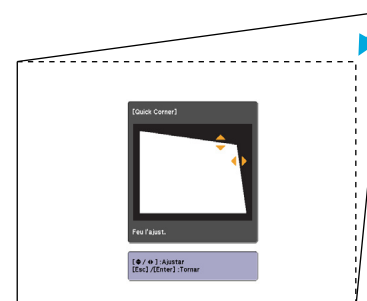 [Quick Corner]
Feu l'ajust.
[⬍ / ⬌ ] :Ajustar
[Esc] /[Enter] :Tornar